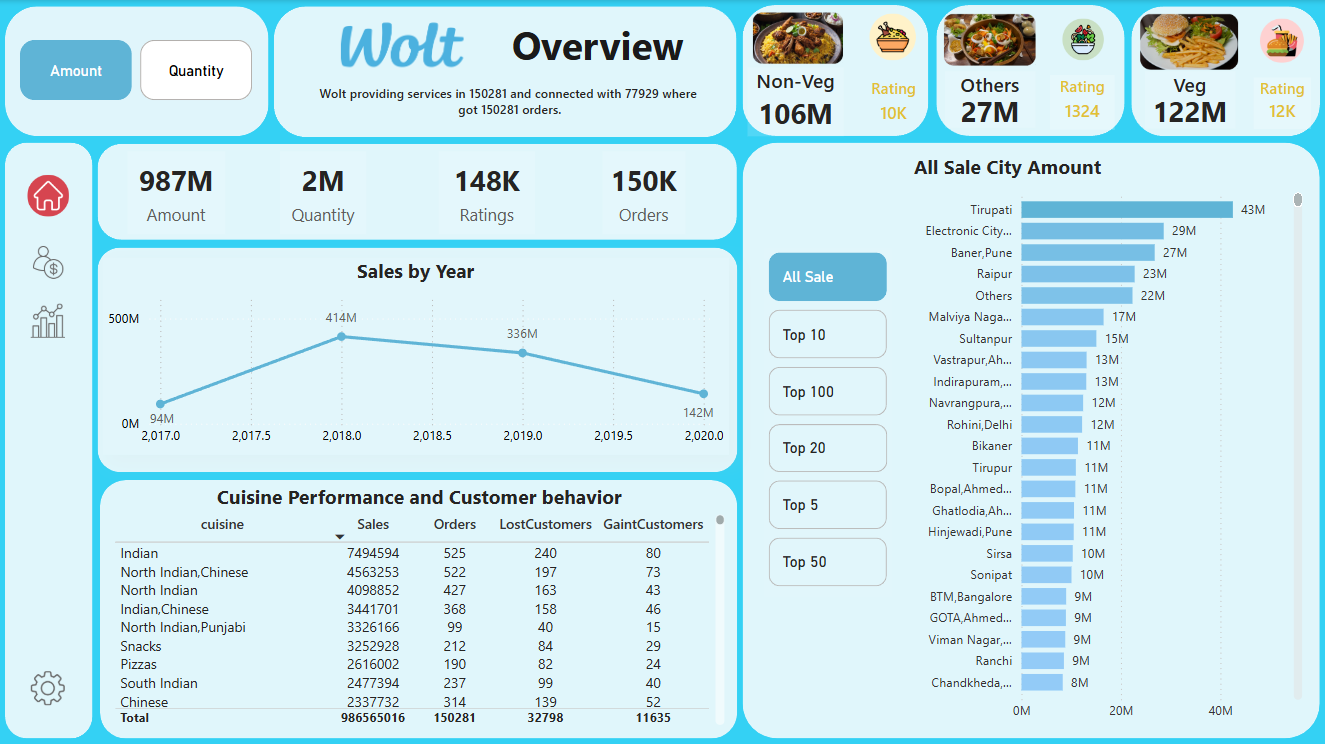 Amount
Quantity
Wolt Overview
Wolt providing services in 150281 and connected with 77929 where
got 150281 orders.
Non-Veg
106M
Rating
10K
Others
27M
Rating
1324
Veg
122M
Rating
12K
987M
Amount
2M
Quantity
148K
Ratings
150K
Orders
Sales by Year
500M
0M
94M
414M
336M
142M
2,017.0 2,017.5 2,018.0 2,018.5 2,019.0 2,019.5 2,020.0
Cuisine Performance and Customer behavior
cuisine Sales Orders LostCustomers GaintCustomers
Indian 7494594 525 240 80
North Indian,Chinese 4563253 522 197 73
North Indian 4098852 427 163 43
Indian,Chinese 3441701 368 158 46
North Indian,Punjabi 3326166 99 40 15
Snacks 3252928 212 84 29
Pizzas 2616002 190 82 24
South Indian 2477394 237 99 40
Chinese 2337732 314 139 52
Total 986565016 150281 32798 11635
All Sale City Amount
All Sale
Top 10
Top 100
Top 20
Top 5
Top 50
Tirupati 43M
Electronic City... 29M
Baner,Pune 27M
Raipur 23M
Others 22M
Malviya Naga... 17M
Sultanpur 15M
Vastrapur,Ah... 13M
Indirapuram,... 13M
Navrangpura,... 12M
Rohini,Delhi 12M
Bikaner 11M
Tirupur 11M
Bopal,Ahmed... 11M
Ghatlodia,Ah... 11M
Hinjewadi,Pune 11M
Sirsa 10M
Sonipat 10M
BTM,Bangalore 9M
GOTA,Ahmed... 9M
Viman Nagar,... 9M
Ranchi 9M
Chandkheda,... 8M
0M 20M 40M